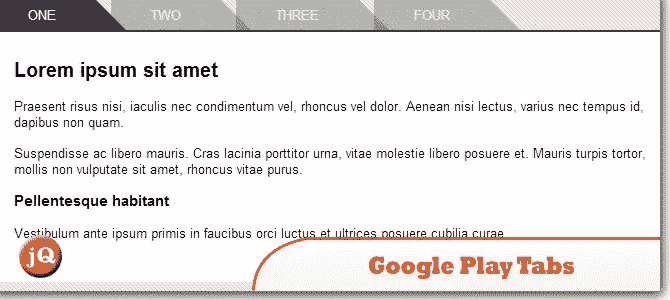 ONE TWO THREE FOUR
Lorem ipsum sit amet
Praesent risus nisi, iaculis nec condimentum vel, rhoncus vel dolor. Aenean nisi lectus, varius nec tempus id,
dapibus non quam.
Suspendisse ac libero mauris. Cras lacinia porttitor urna, vitae molestie libero posuere et. Mauris turpis tortor,
mollis non vulputate sit amet, rhoncus vitae purus.
Pellentesque habitant
Vestibulum ante ipsum primis in faucibus orci luctus et ultrices posuere cubilia curae
jQ
Google Play Tabs